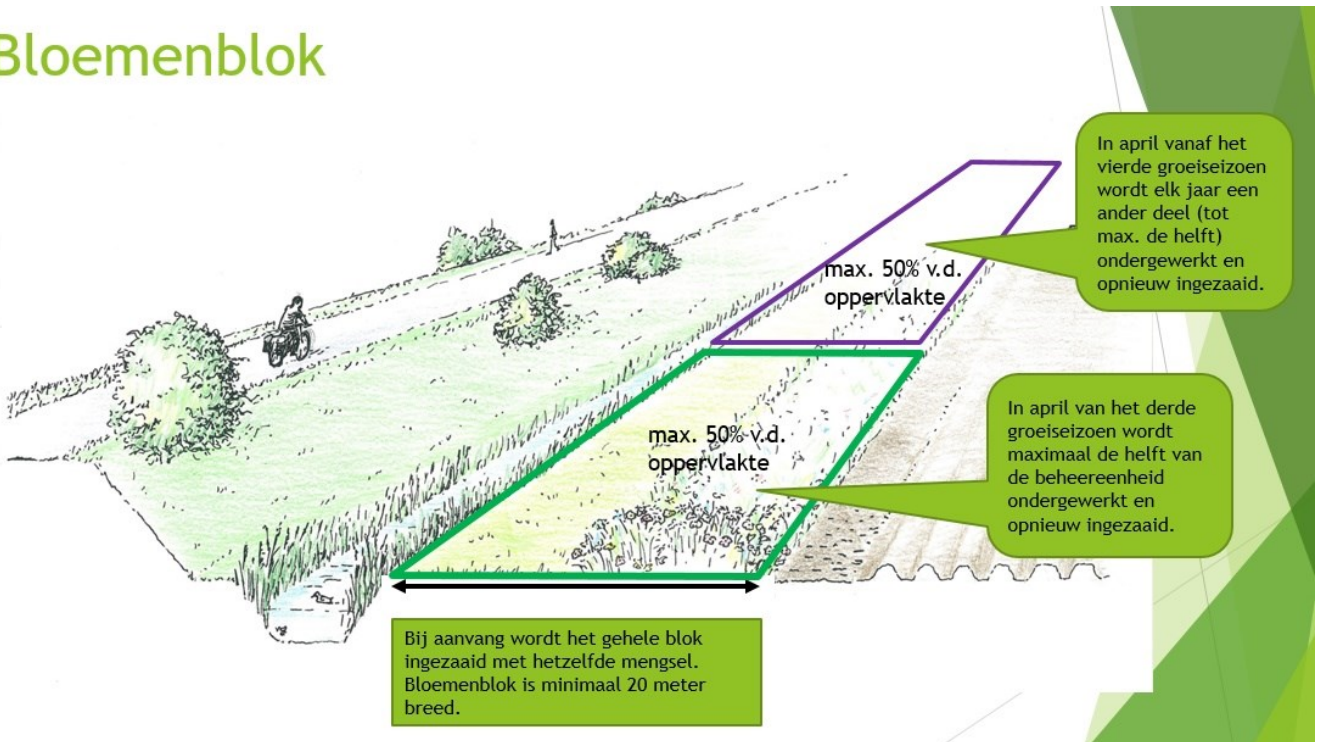 Bloemenblok
In april vanaf het
vierde groeiseizoen
wordt elk jaar een
ander deel (tot
max. de helft)
ondergewerkt en
opnieuw ingezaaid.
max. 50% v.d.
oppervlakte
In april van het derde
groeiseizoen wordt
maximaal de helft van
de beheereenheid
ondergewerkt en
opnieuw ingezaaid.
max. 50% v.d.
oppervlakte
Bij aanvang wordt het gehele blok
ingezaaid met hetzelfde mengsel.
Bloemenblok is minimaal 20 meter
breed.